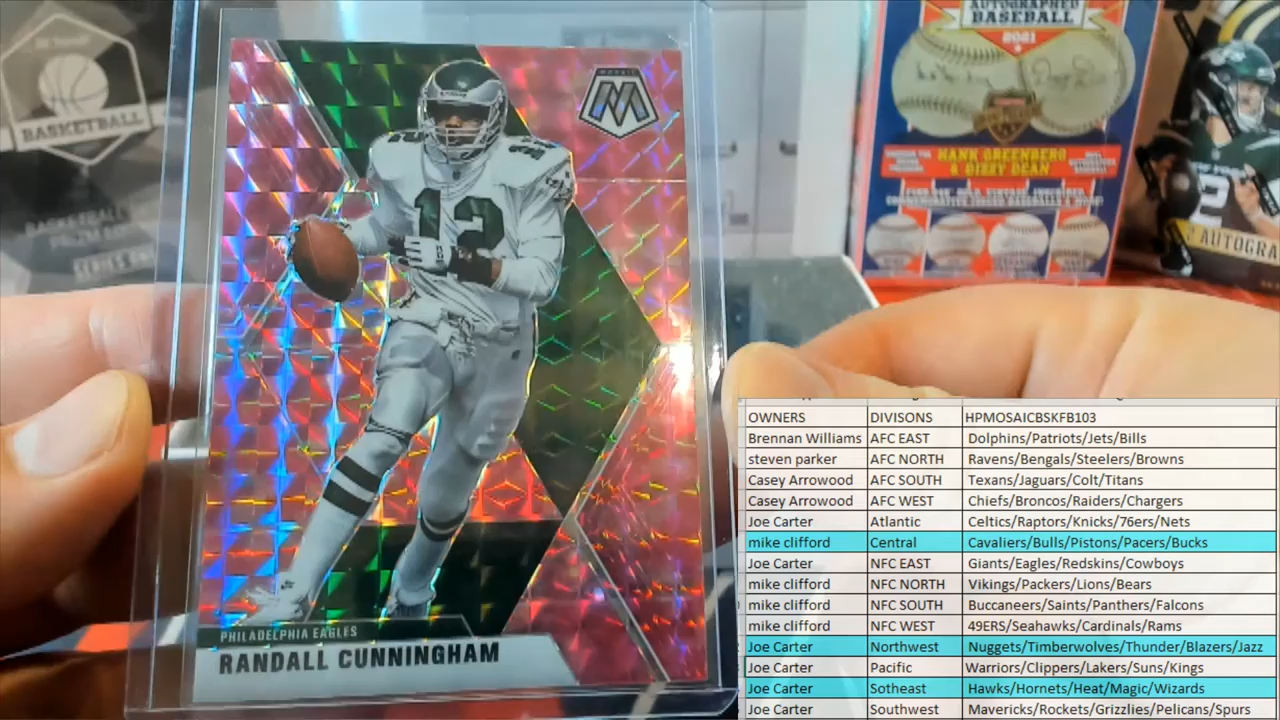 BASKETBALL
BASKETBALL
SERIES
MOSAIC
M
12
12
PHILADELPHIA EAGLES
RANDALL CUNNINGHAM
AUTOGRAPHED
BASEBALL
2021
HANK GREENBERG
& DIZZY DEAN
2
AUTOGRA
OWNERS DIVISONS HPMOSAICBSKFB103
Brennan Williams AFC EAST Dolphins/Patriots/Jets/Bills
steven parker AFC NORTH Ravens/Bengals/Steelers/Browns
Casey Arrowood AFC SOUTH Texans/Jaguars/Colt/Titans
Casey Arrowood AFC WEST Chiefs/Broncos/Raiders/Chargers
Joe Carter Atlantic Celtics/Raptors/Knicks/76ers/Nets
mike clifford Central Cavaliers/Bulls/Pistons/Pacers/Bucks
Joe Carter NFC EAST Giants/Eagles/Redskins/Cowboys
mike clifford NFC NORTH Vikings/Packers/Lions/Bears
mike clifford NFC SOUTH Buccaneers/Saints/Panthers/Falcons
mike clifford NFC WEST 49ERS/Seahawks/Cardinals/Rams
Joe Carter Northwest Nuggets/Timberwolves/Thunder/Blazers/Jazz
Joe Carter Pacific Warriors/Clippers/Lakers/Suns/Kings
Joe Carter Sotheast Hawks/Hornets/Heat/Magic/Wizards
Joe Carter Southwest Mavericks/Rockets/Grizzlies/Pelicans/Spurs